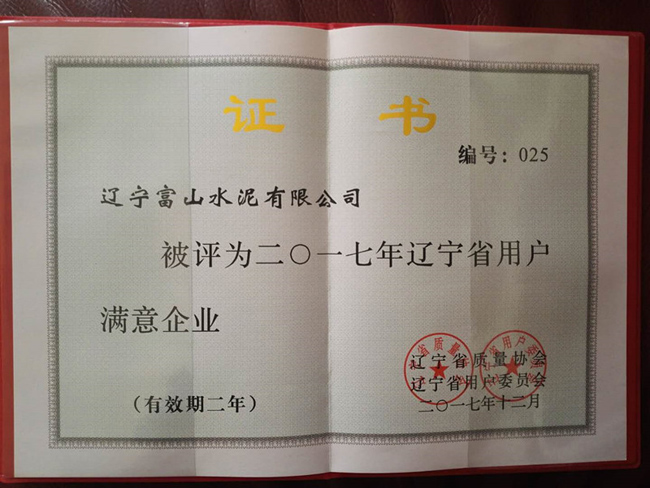 证书
编号：025
辽宁富山水泥有限公司
被评为二〇一七年辽宁省用户
满意企业
辽宁省质量协会
辽宁省用户委员会
（有效期二年）
二〇一七年十二月